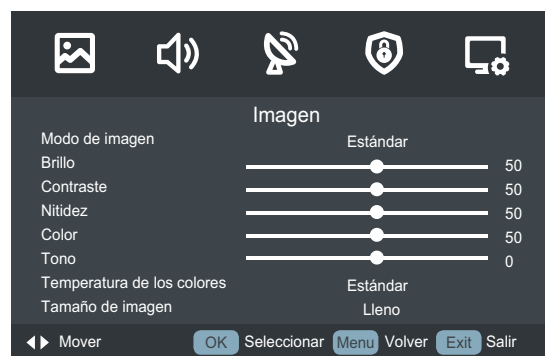 Imagen
Modo de imagen Estándar
Brillo 50
Contraste 50
Nitidez 50
Color 50
Tono 0
Temperatura de los colores Estándar
Tamaño de imagen Lleno
Mover OK Seleccionar Menu Volver Exit Salir